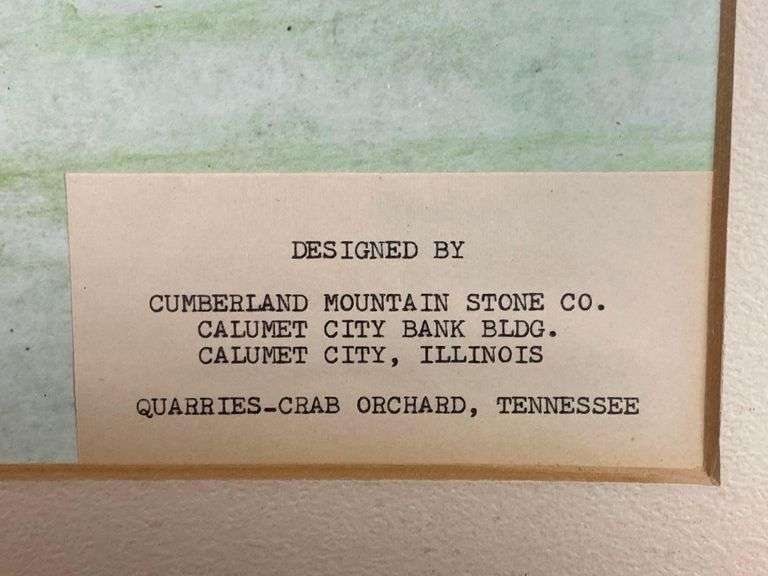 DESIGNED BY
CUMBERLAND MOUNTAIN STONE CO.
CALUMET CITY BANK BLDG.
CALUMET CITY, ILLINOIS
QUARRIES-CRAB ORCHARD, TENNESSEE